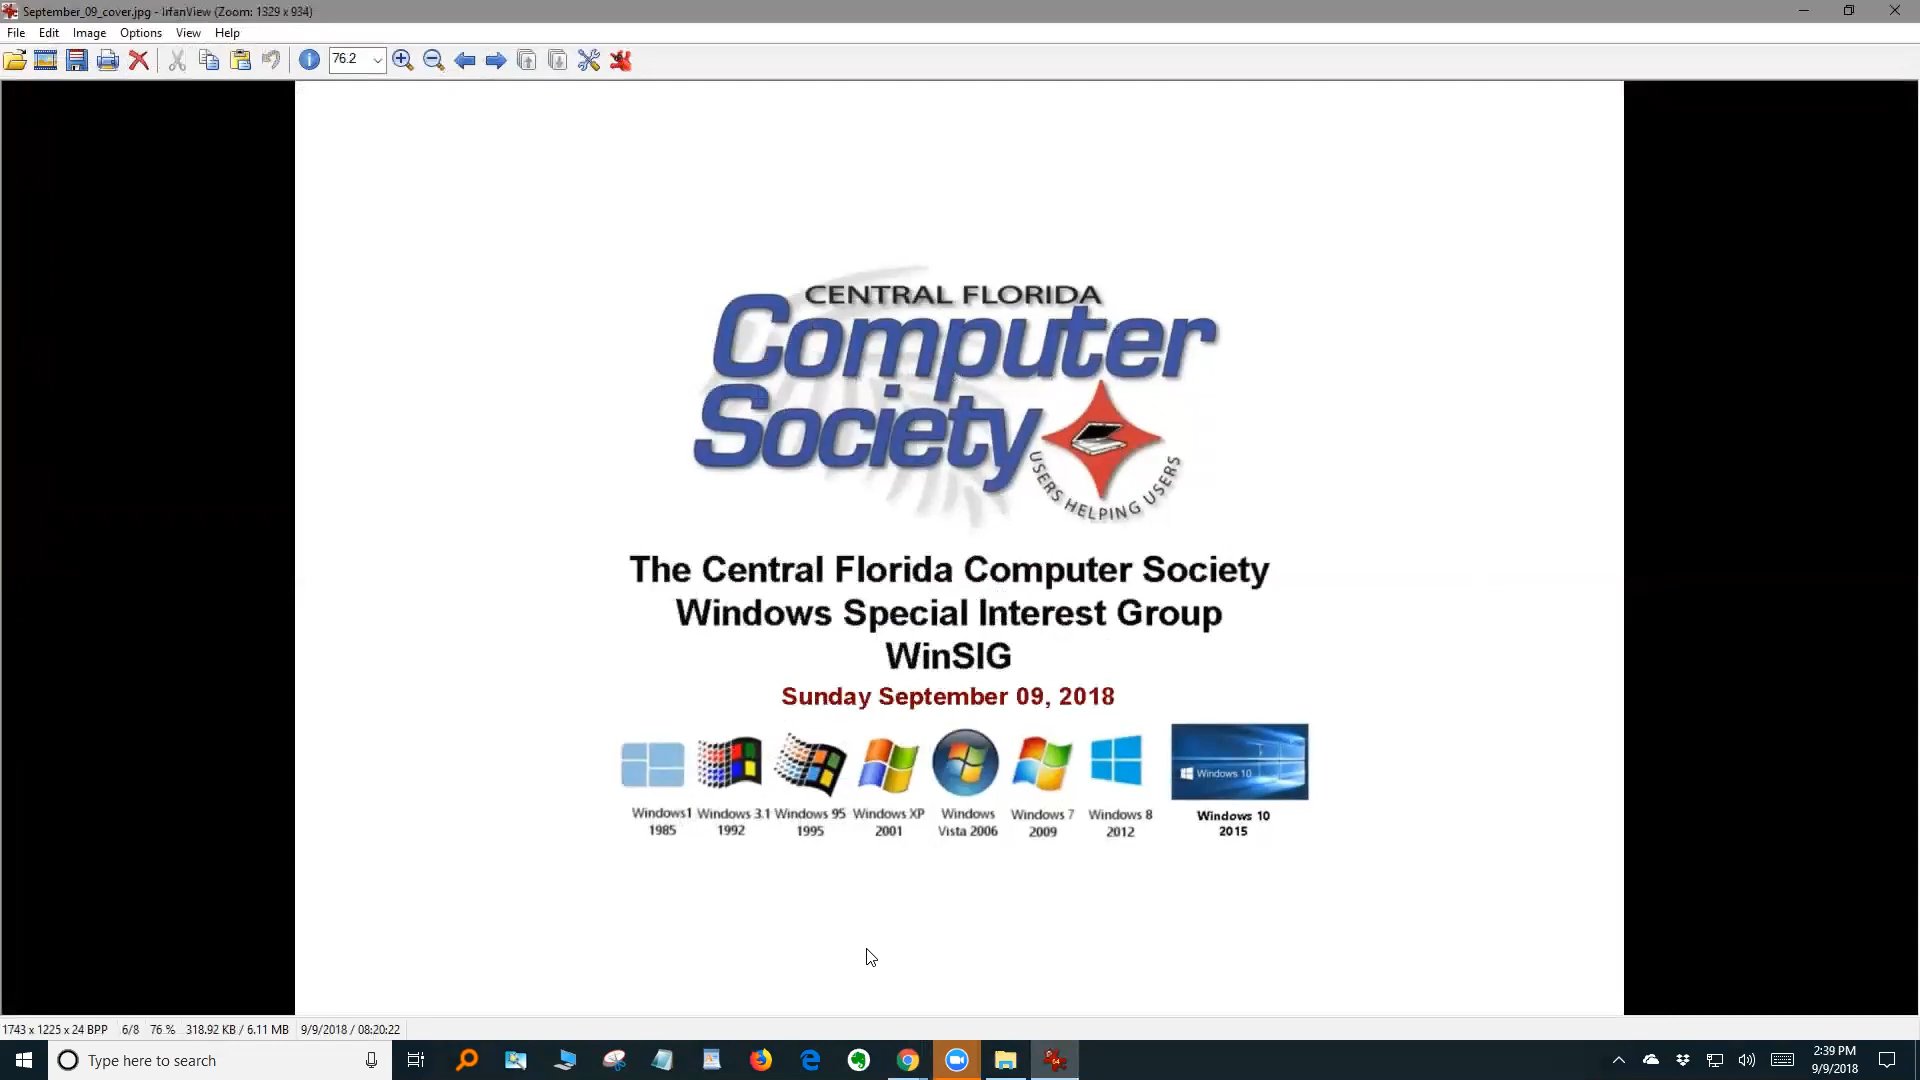 September_09_cover.jpg - IrfanView (Zoom: 1329 x 934)
File Edit Image Options View Help
76.2
CENTRAL FLORIDA
Computer
Society
USERS HELPING USERS
The Central Florida Computer Society
Windows Special Interest Group
WinSIG
Sunday September 09, 2018
Windows 10
Windows1 Windows 3.1 Windows 95 Windows XP Windows Windows 7 Windows 8 Windows 10
1985 1992 1995 2001 Vista 2006 2009 2012 2015
1743 x 1225 x 24 BPP 6/8 76 % 318.92 KB / 6.11 MB 9/9/2018 / 08:20:22
Type here to search
2:39 PM
9/9/2018